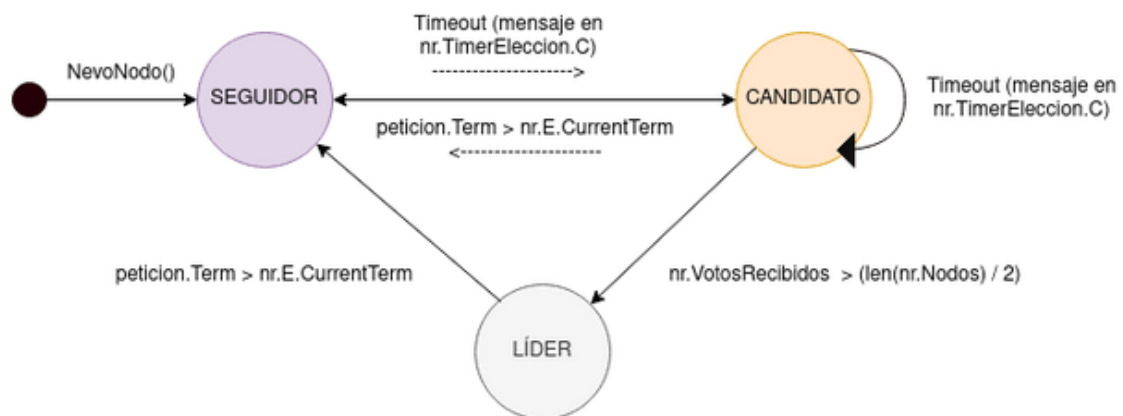 Timeout (mensaje en
nr.TimerEleccion.C)
---------------------->
NevoNodo()
SEGUIDOR
CANDIDATO
Timeout (mensaje en
nr.TimerEleccion.C)
peticion.Term > nr.E.CurrentTerm
<----------------------
peticion.Term > nr.E.CurrentTerm
nr.VotosRecibidos > (len(nr.Nodos) / 2)
LÍDER